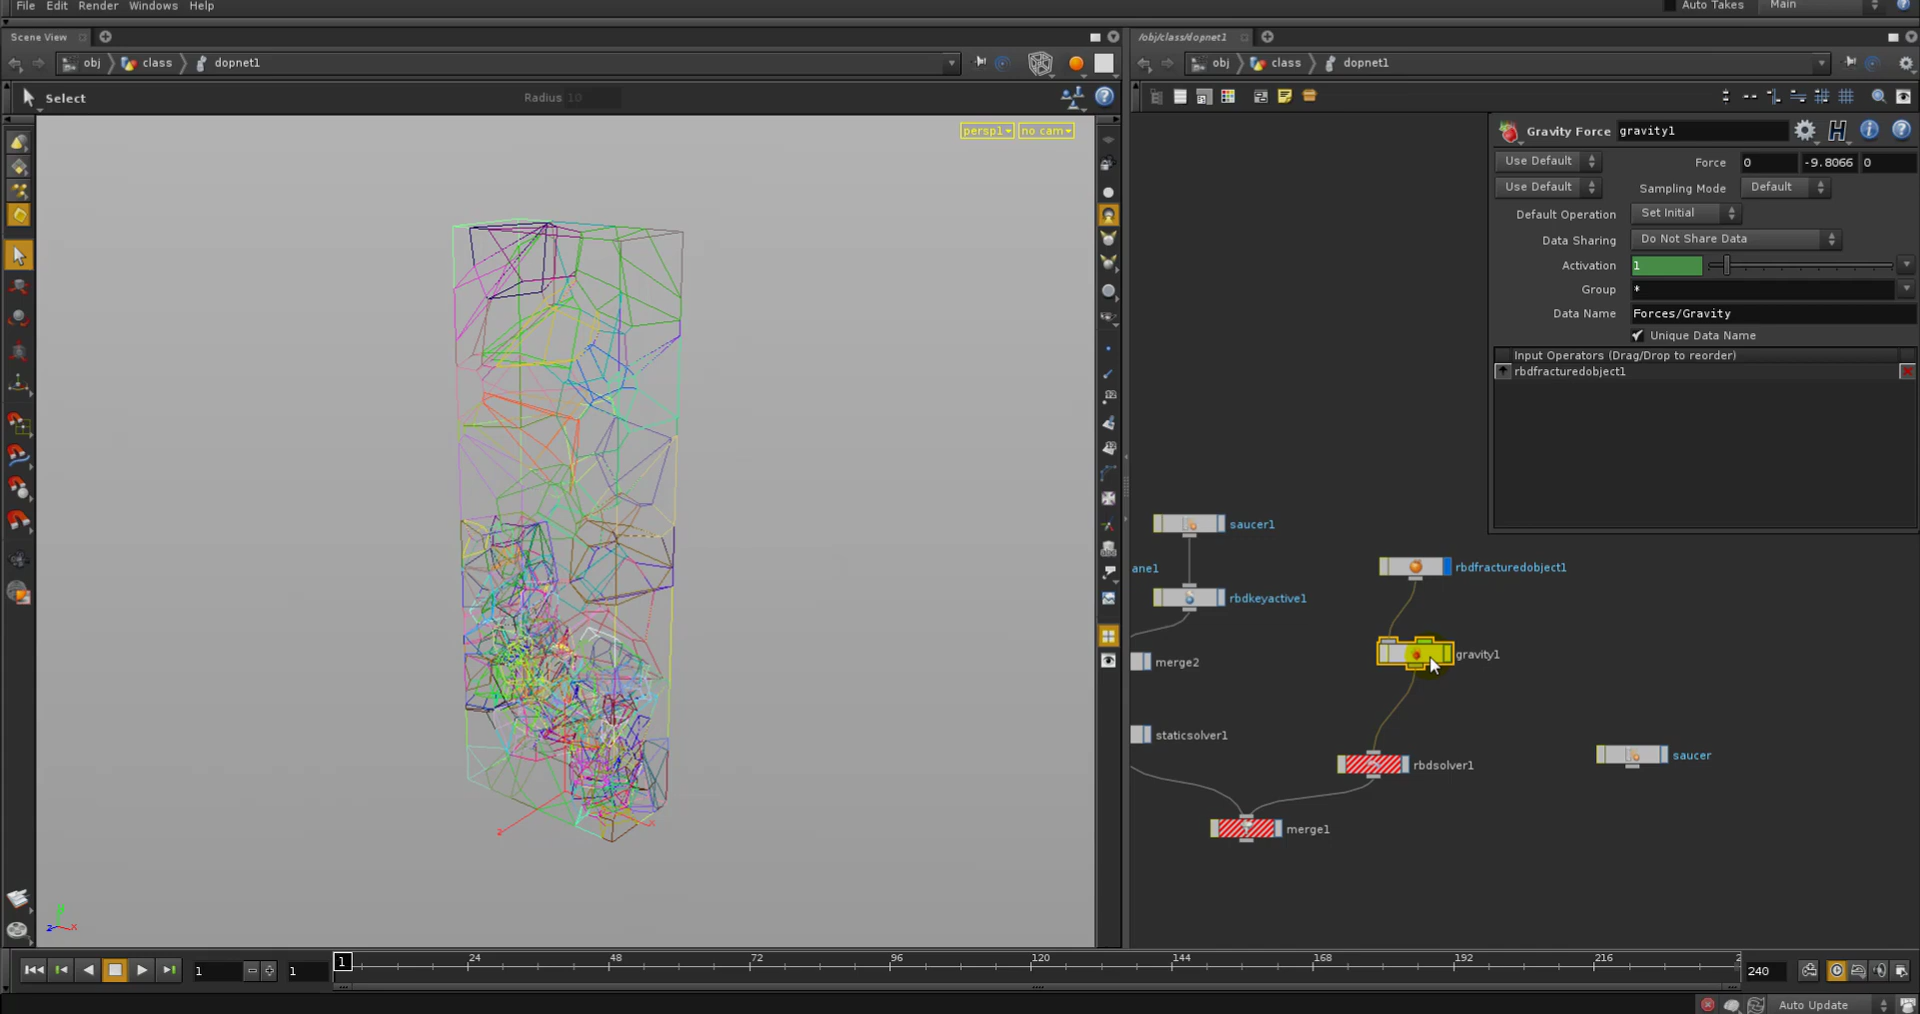 File Edit Render Windows Help
Auto Takes Main
Scene View
/obj/class/dopnet1
obj class dopnet1
obj class dopnet1
Select
Radius 10
persp1 no cam
Gravity Force gravity1
Use Default Force 0 -9.8066 0
Use Default Sampling Mode Default
Default Operation Set Initial
Data Sharing Do Not Share Data
Activation 1
Group *
Data Name Forces/Gravity
Unique Data Name
Input Operators (Drag/Drop to reorder)
rbdfracturedobject1
saucer1
ane1
rbdfracturedobject1
rbdkeyactive1
merge2
gravity1
staticsolver1
saucer
rbdsolver1
merge1
z x
y
z x
1 1 1 24 48 72 96 120 144 168 192 216 2 240
Auto Update